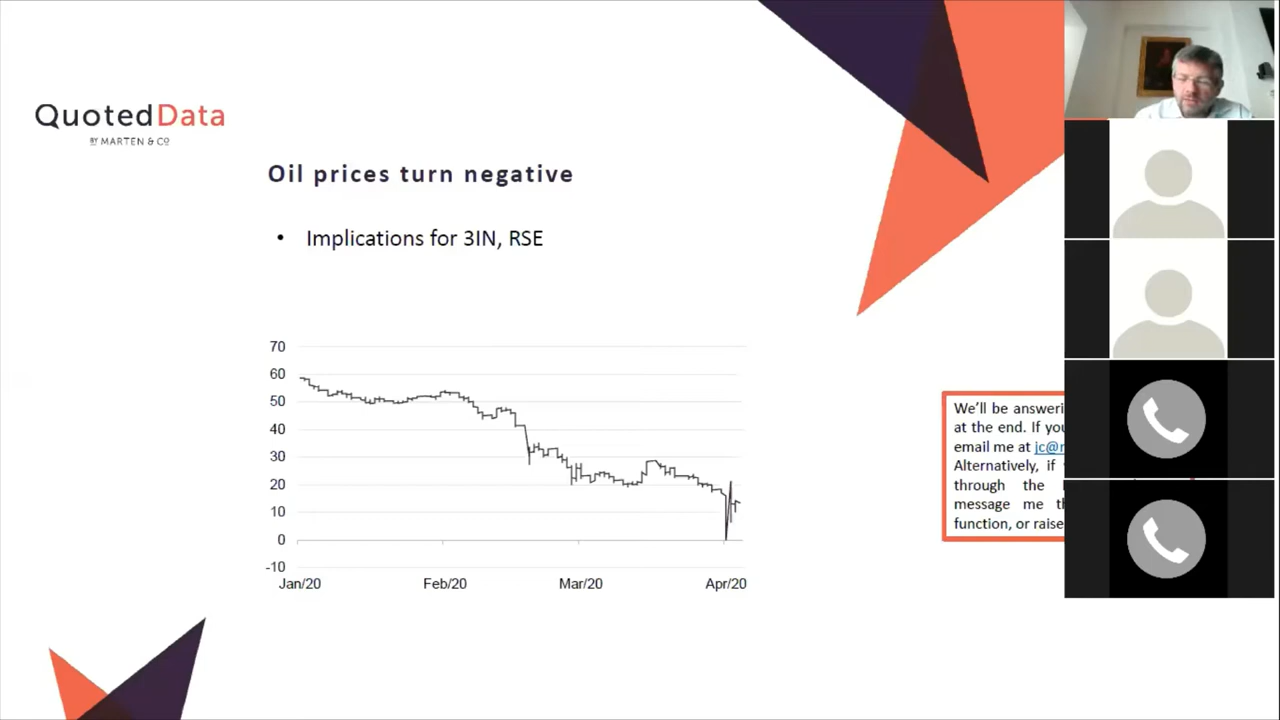 QuotedData
BY MARTEN & CO
Oil prices turn negative
• Implications for 3IN, RSE
70
60
50
40
30
20
10
0
-10
Jan/20 Feb/20 Mar/20 Apr/20
We'll be answeri
at the end. If you
email me at jc@
Alternatively, if
through the
message me th
function, or raise